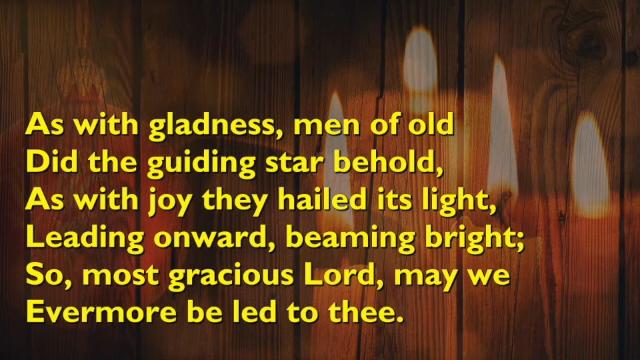 As with gladness, men of old
Did the guiding star behold,
As with joy they hailed its light,
Leading onward, beaming bright;
So, most gracious Lord, may we
Evermore be led to thee.